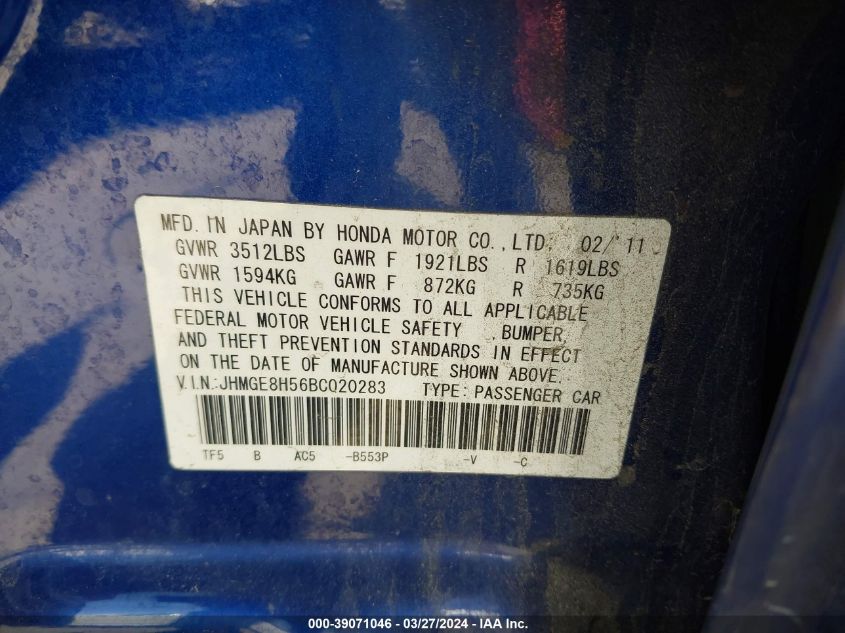 MFD. IN JAPAN BY HONDA MOTOR CO.,LTD. 02/11
GVWR 3512LBS GAWR F 1921LBS R 1619LBS
GVWR 1594KG GAWR F 872KG R 735KG
THIS VEHICLE CONFORMS TO ALL APPLICABLE
FEDERAL MOTOR VEHICLE SAFETY ,BUMPER,
AND THEFT PREVENTION STANDARDS IN EFFECT
ON THE DATE OF MANUFACTURE SHOWN ABOVE.
V.I.N.:JHMGE8H56BC020283 TYPE: PASSENGER CAR
TF5 B AC5 -B553P -V -C
000-39071046 - 03/27/2024 - IAA Inc.